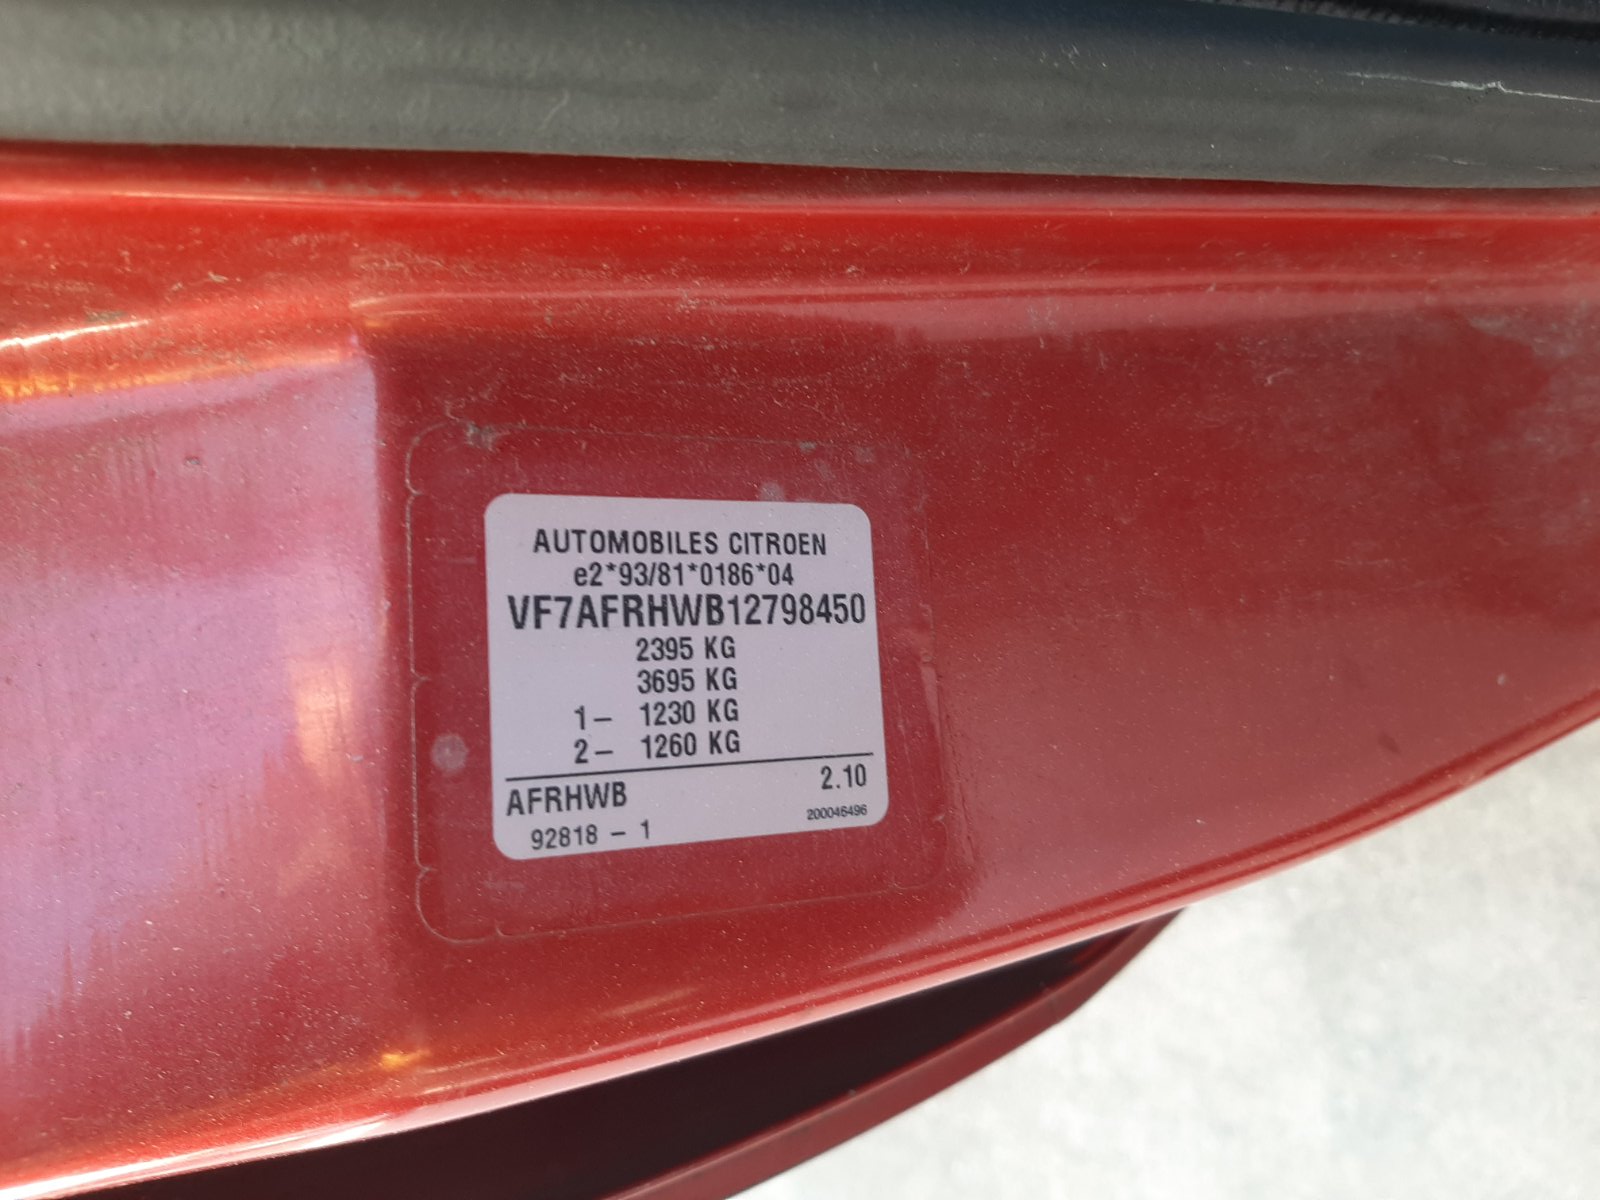 AUTOMOBILES CITROEN
e2*93/81*0186*04
VF7AFRHWB12798450
2395 KG
3695 KG
1– 1230 KG
2– 1260 KG
AFRHWB 2.10
92818 – 1 200046496